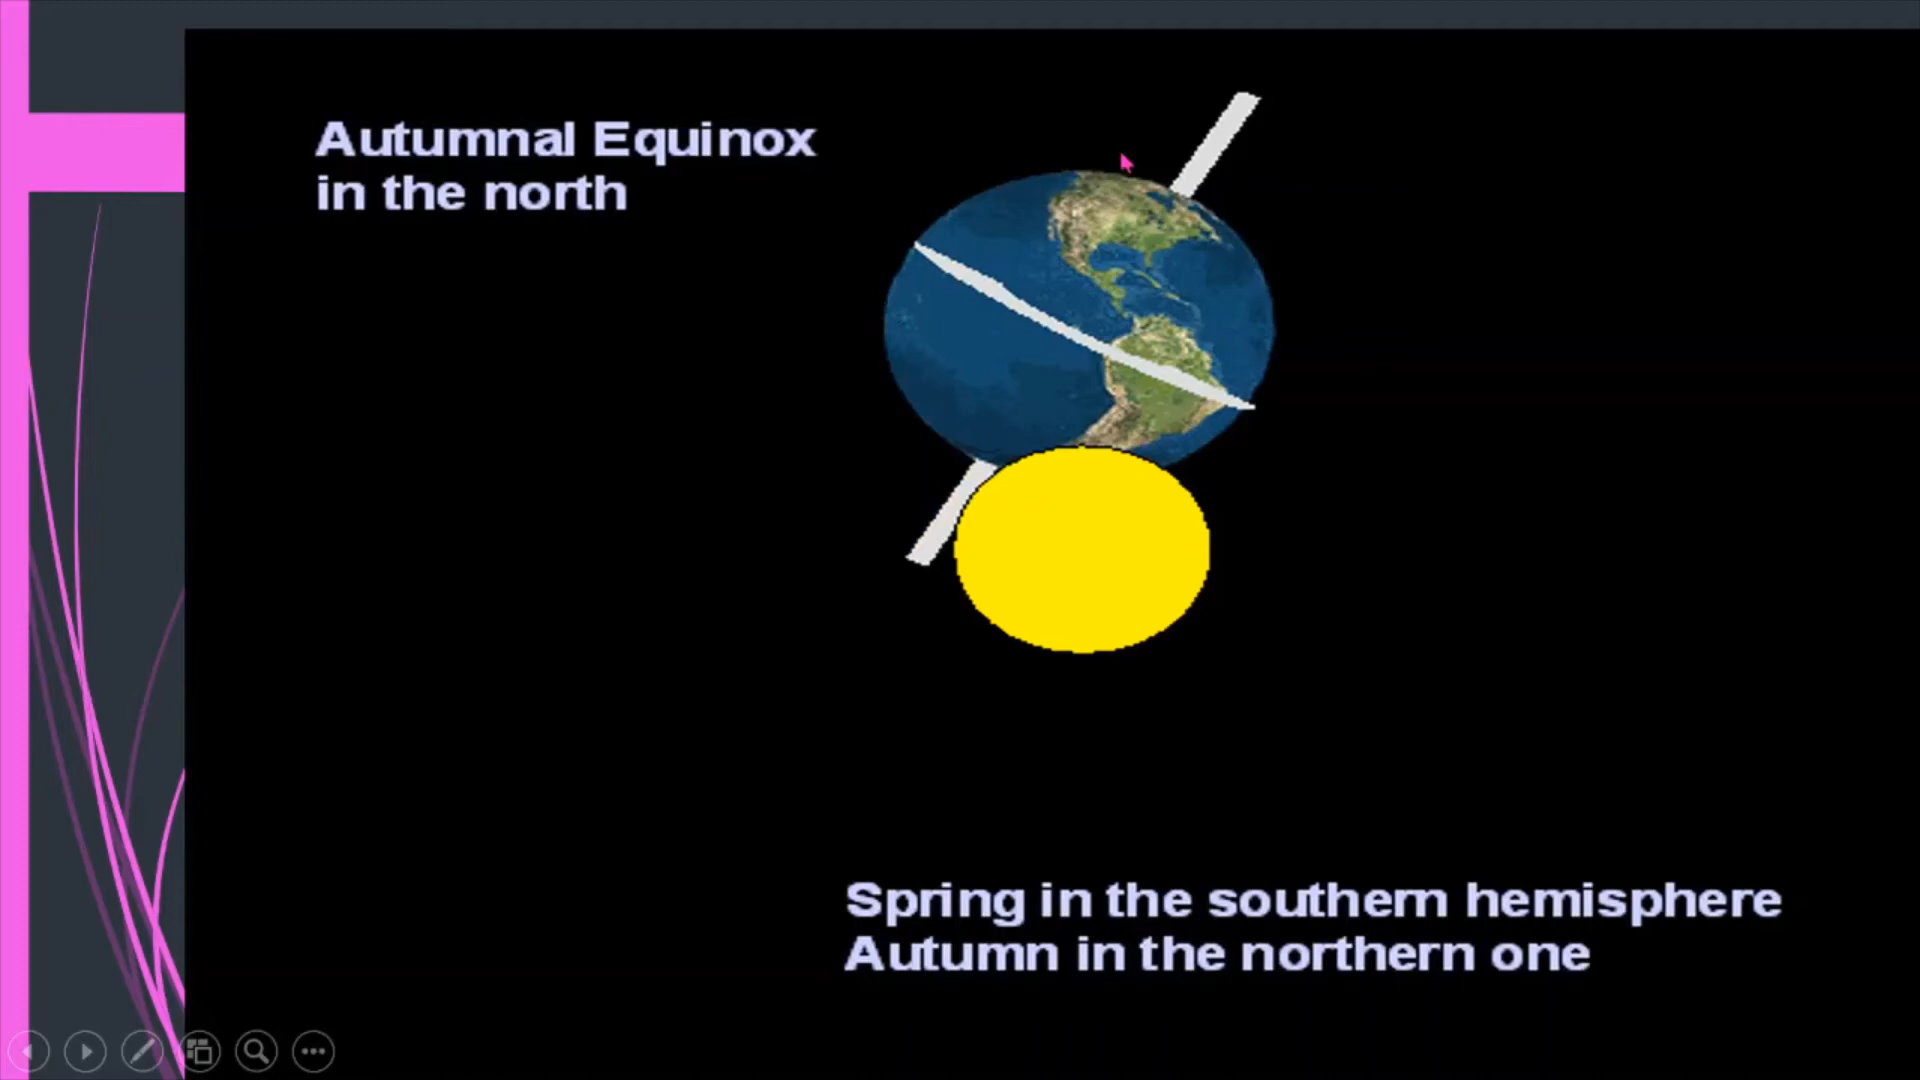 Autumnal Equinox
in the north
Spring in the southern hemisphere
Autumn in the northern one